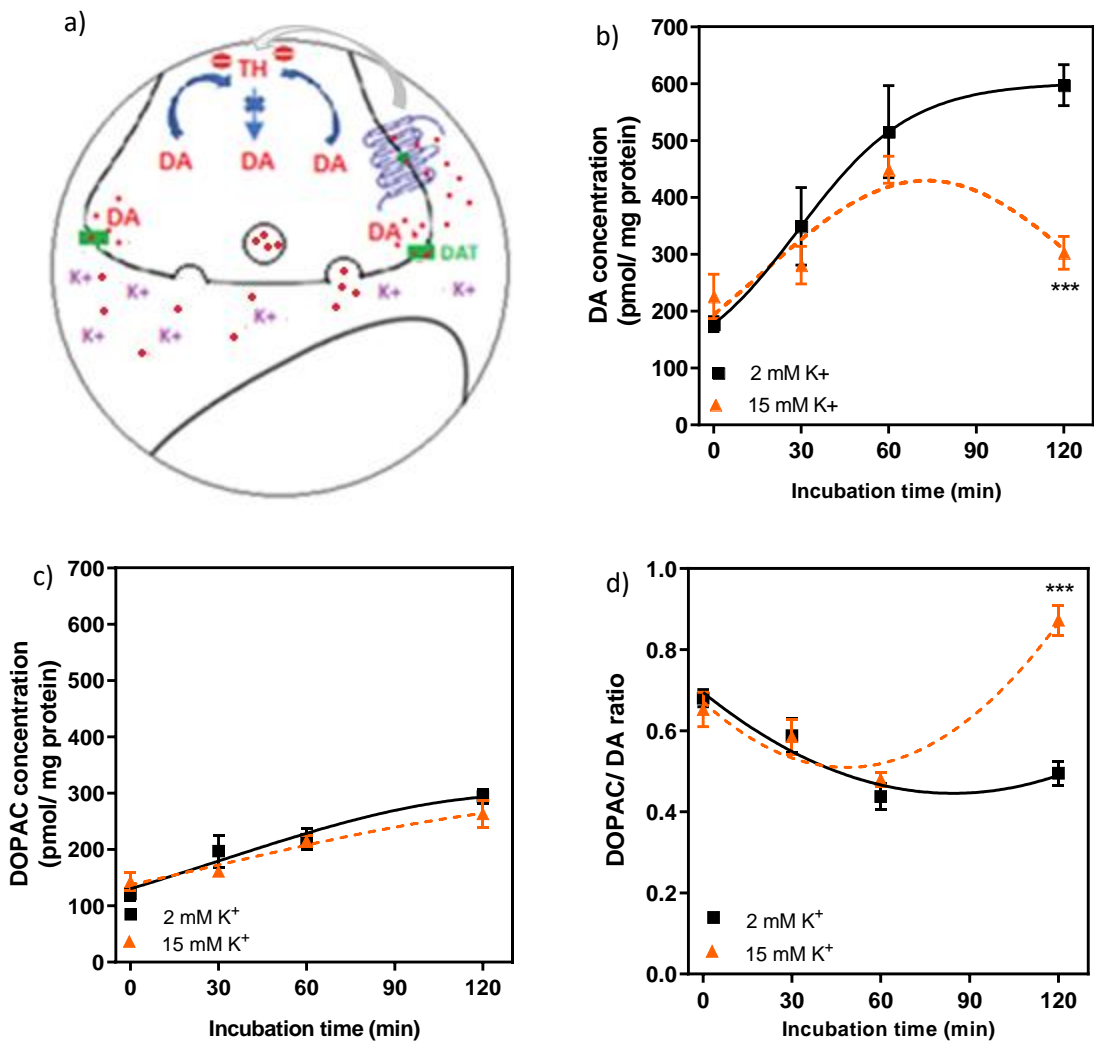 a)
TH
DA DA DA
DA
DA
DAT
K+ K+ K+ K+
K+
K+ K+
b)
700
600
500
400
300
200
100
0
DA concentration
(pmol/ mg protein)
***
2 mM K+
15 mM K+
0 30 60 90 120
Incubation time (min)
c)
700
600
500
400
300
200
100
0
DOPAC concentration
(pmol/ mg protein)
2 mM K⁺
15 mM K⁺
0 30 60 90 120
Incubation time (min)
d)
1.0
0.8
0.6
0.4
0.2
0.0
DOPAC/ DA ratio
***
2 mM K⁺
15 mM K⁺
0 30 60 90 120
Incubation time (min)